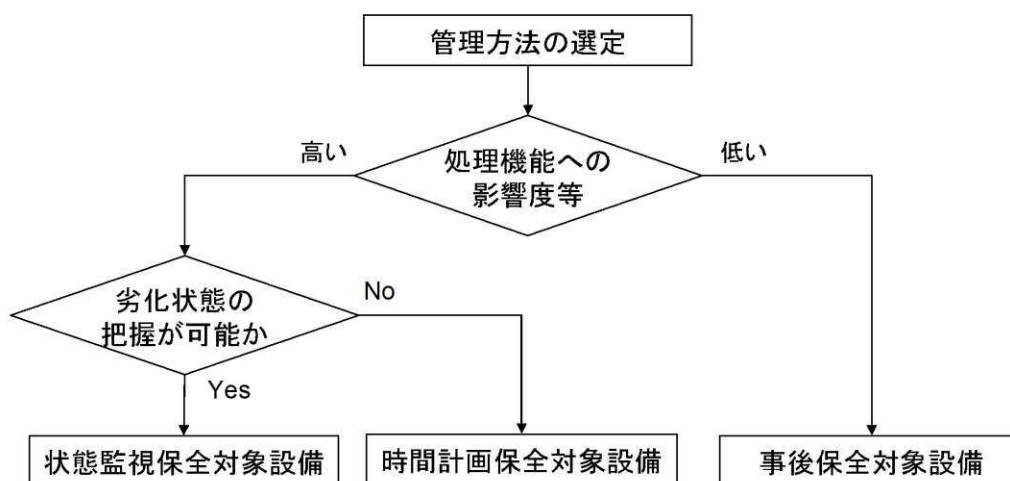 管理方法の選定
高い
処理機能への
影響度等
低い
劣化状態の
把握が可能か
No
Yes
状態監視保全対象設備
時間計画保全対象設備
事後保全対象設備